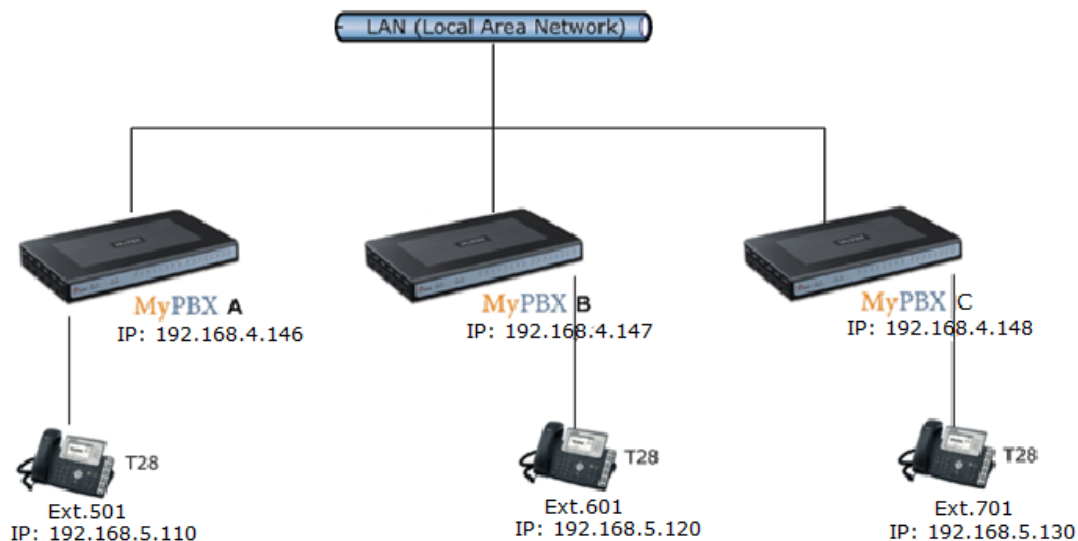 LAN (Local Area Network)
MyPBX A
IP: 192.168.4.146
MyPBX B
IP: 192.168.4.147
MyPBX C
IP: 192.168.4.148
T28
Ext.501
IP: 192.168.5.110
T28
Ext.601
IP: 192.168.5.120
T28
Ext.701
IP: 192.168.5.130